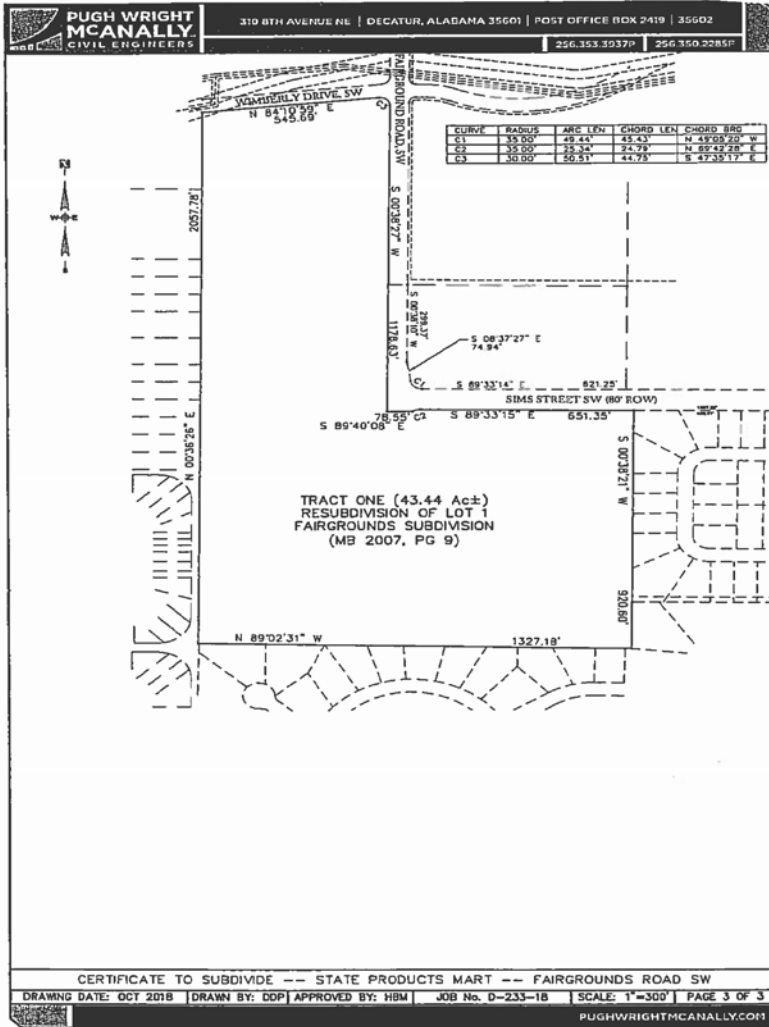 PUGH WRIGHT
MCANALLY
CIVIL ENGINEERS
310 8TH AVENUE NE | DECATUR, ALABAMA 35601 | POST OFFICE BOX 2419 | 35602
256.353.3937P 256.350.2285F
WIMBERLY DRIVE, SW
N 84°10'59" E
545.69'
C3
FAIRGROUND ROAD, SW
CURVE RADIUS ARC LEN CHORD LEN CHORD BRG
C1 35.00' 49.44' 45.43' N 49°05'20" W
C2 35.00' 25.34' 24.79' N 69°42'28" E
C3 30.00' 50.51' 44.75' S 47°35'17" E
W E
2057.78'
S 00°38'27" W
S 00°38'10" W
299.37'
1178.63'
S 08°37'27" E
74.94'
C1
S 89°33'14" E 621.25'
SIMS STREET SW (80' ROW)
78.55' C2 S 89°33'15" E 651.35'
S 89°40'08" E
N 00°36'26" E
S 00°38'21" W
TRACT ONE (43.44 Ac±)
RESUBDIVISION OF LOT 1
FAIRGROUNDS SUBDIVISION
(MB 2007, PG 9)
920.60'
N 89°02'31" W 1327.18'
CERTIFICATE TO SUBDIVIDE -- STATE PRODUCTS MART -- FAIRGROUNDS ROAD SW
DRAWING DATE: OCT 2018 DRAWN BY: DDP APPROVED BY: HBM JOB No. D-233-18 SCALE: 1"=300' PAGE 3 OF 3
PUGHWRIGHTMCANALLY.COM